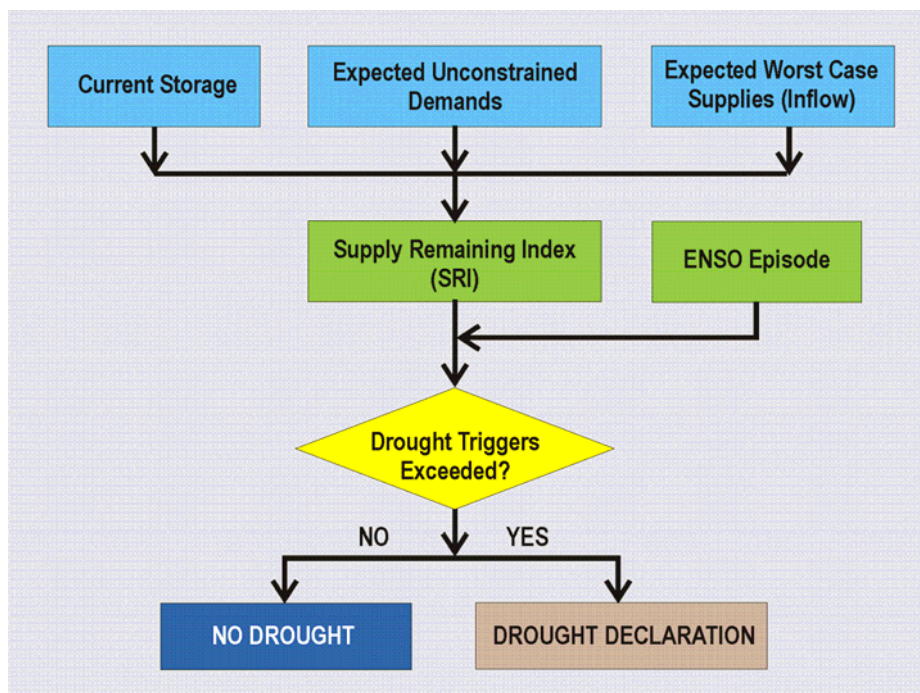 Current Storage
Expected Unconstrained
Demands
Expected Worst Case
Supplies (Inflow)
Supply Remaining Index
(SRI)
ENSO Episode
Drought Triggers
Exceeded?
NO
YES
NO DROUGHT
DROUGHT DECLARATION